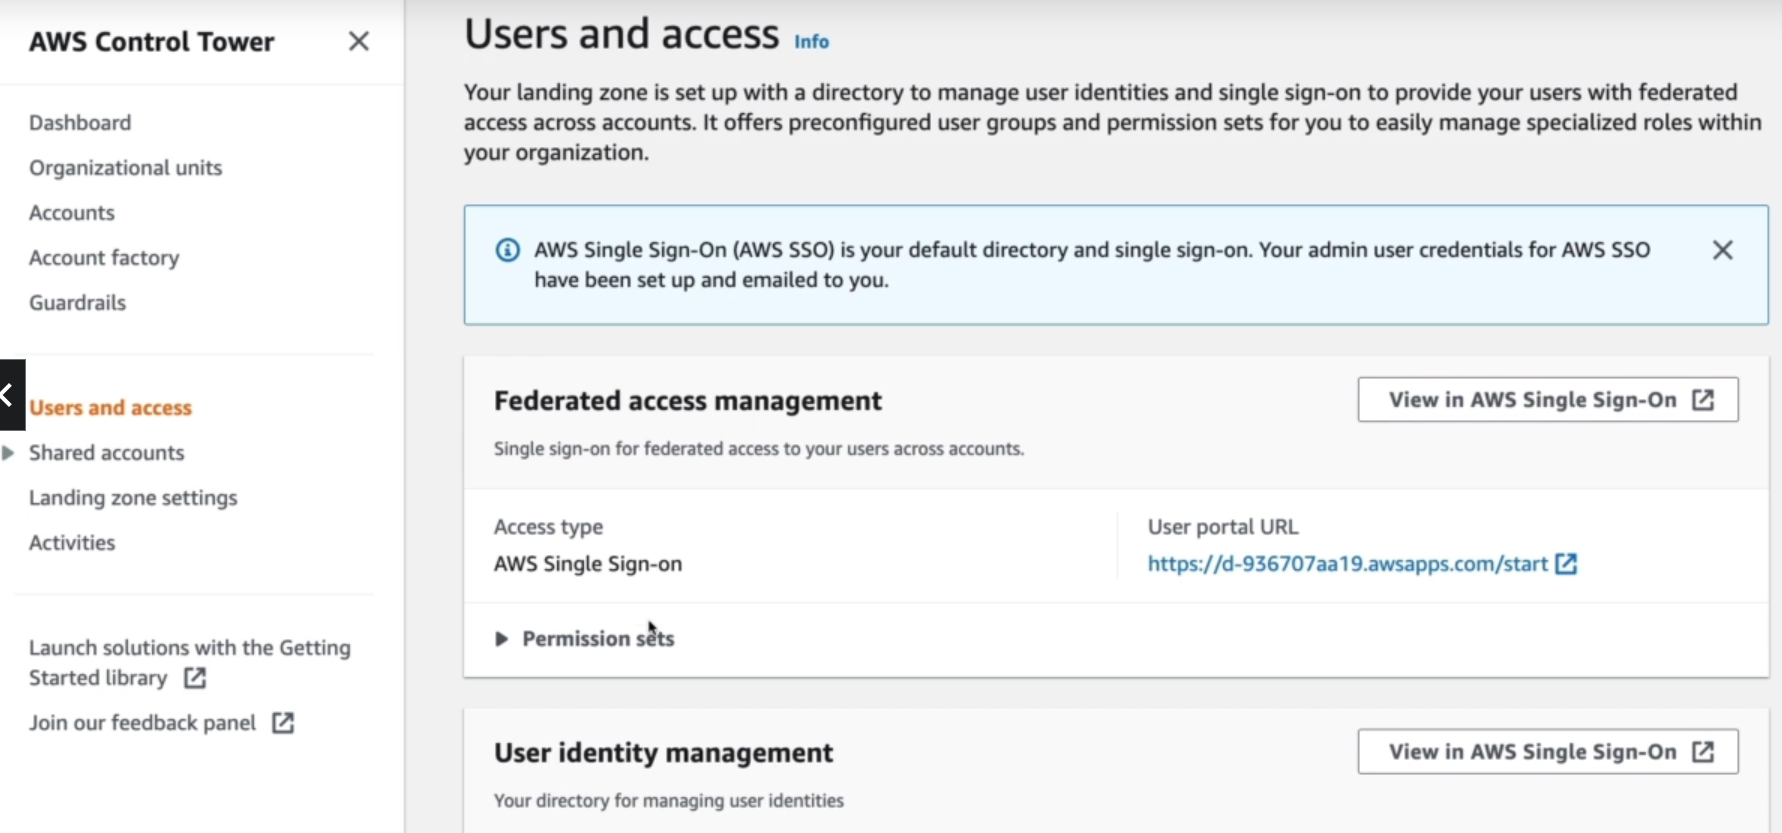 AWS Control Tower
Dashboard
Organizational units
Accounts
Account factory
Guardrails
Users and access
Shared accounts
Landing zone settings
Activities
Launch solutions with the Getting
Started library
Join our feedback panel
Users and access Info
Your landing zone is set up with a directory to manage user identities and single sign-on to provide your users with federated
access across accounts. It offers preconfigured user groups and permission sets for you to easily manage specialized roles within
your organization.
AWS Single Sign-On (AWS SSO) is your default directory and single sign-on. Your admin user credentials for AWS SSO
have been set up and emailed to you.
Federated access management
View in AWS Single Sign-On
Single sign-on for federated access to your users across accounts.
Access type
AWS Single Sign-on
User portal URL
https://d-936707aa19.awsapps.com/start
Permission sets
User identity management
View in AWS Single Sign-On
Your directory for managing user identities